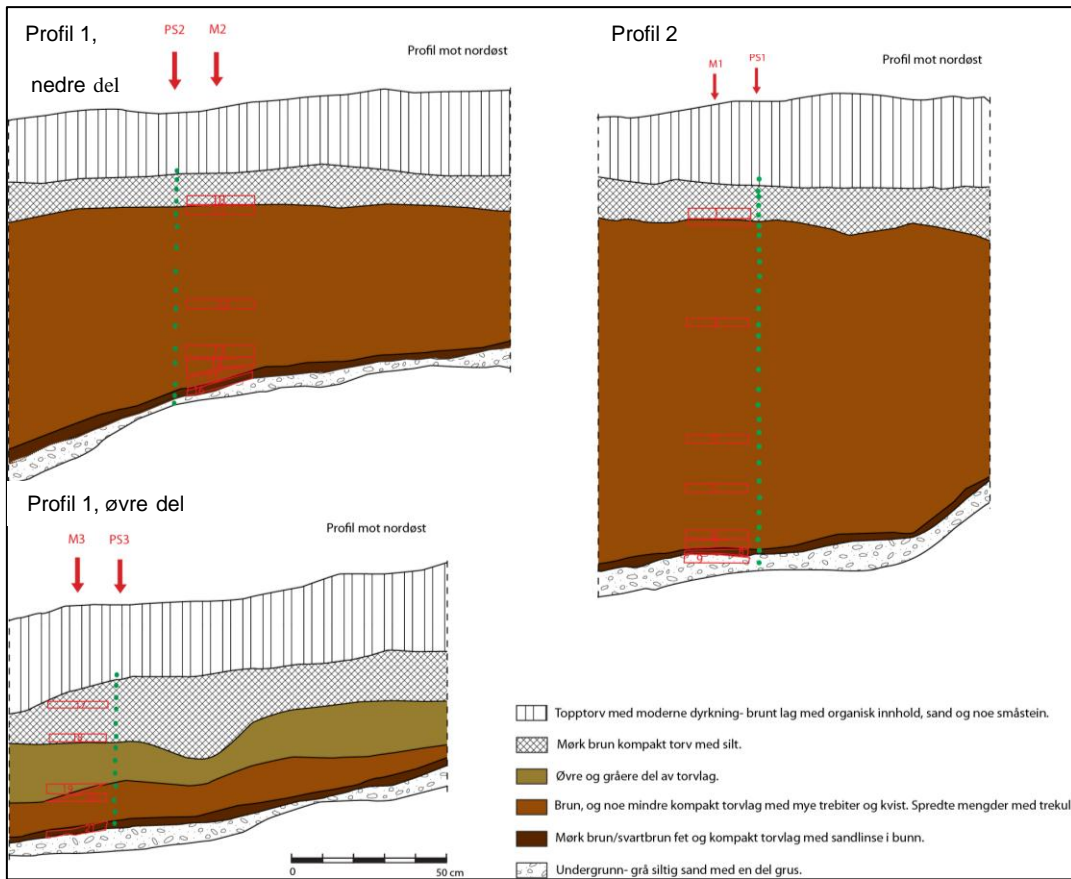 Profil 1,
nedre del
PS2
M2
Profil mot nordøst
Profil 2
M1
PS1
Profil mot nordøst
1
9
Profil 1, øvre del
M3
PS3
Profil mot nordøst
17
18
0
50 cm
Topptorv med moderne dyrkning- brunt lag med organisk innhold, sand og noe småstein.
Mørk brun kompakt torv med silt.
Øvre og gråere del av torvlag.
Brun, og noe mindre kompakt torvlag med mye trebiter og kvist. Spredte mengder med trekul
Mørk brun/svartbrun fet og kompakt torvlag med sandlinse i bunn.
Undergrunn- grå siltig sand med en del grus.